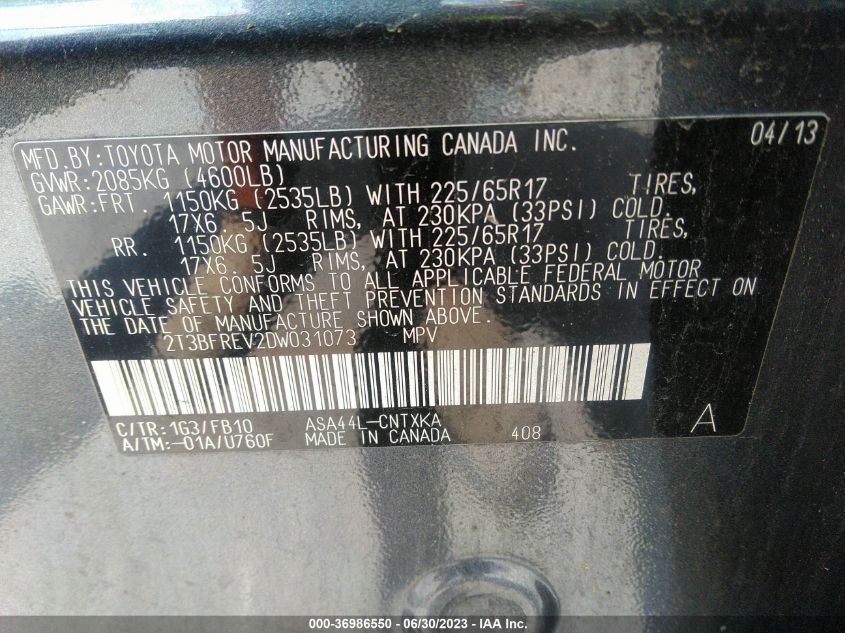 MFD.BY:TOYOTA MOTOR MANUFACTURING CANADA INC. 04/13
GVWR:2085KG (4600LB)
GAWR:FRT. 1150KG (2535LB) WITH 225/65R17 TIRES,
17X6.5J RIMS, AT 230KPA (33PSI) COLD.
RR. 1150KG (2535LB) WITH 225/65R17 TIRES,
17X6.5J RIMS, AT 230KPA (33PSI) COLD.
THIS VEHICLE CONFORMS TO ALL APPLICABLE FEDERAL MOTOR
VEHICLE SAFETY AND THEFT PREVENTION STANDARDS IN EFFECT ON
THE DATE OF MANUFACTURE SHOWN ABOVE.
2T3BFREV2DW031073 MPV
C/TR:1G3/FB10 ASA44L-CNTXKA
A/TM:-01A/U760F MADE IN CANADA 408 A
000-36986550 - 06/30/2023 - IAA Inc.